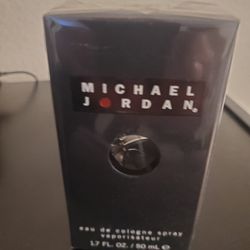 MICHAEL
JORDAN®
eau de cologne spray
vaporisateur
1.7 FL. OZ. / 50 mL ℮